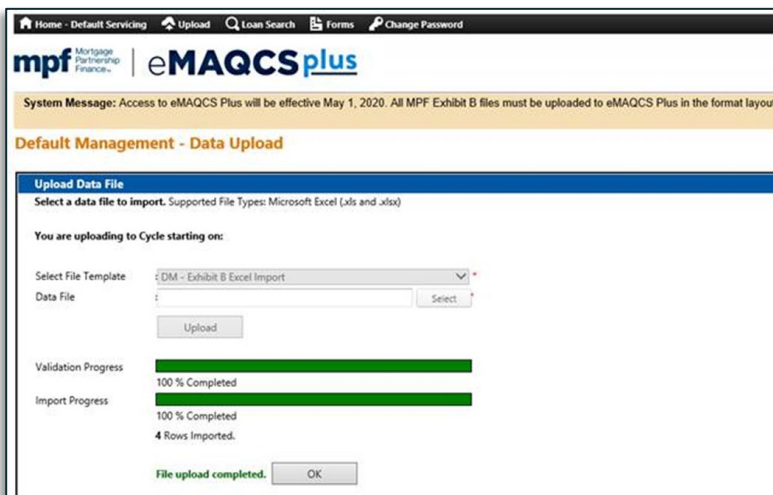 Home - Default Servicing Upload Loan Search Forms Change Password
mpf Mortgage Partnership Finance™ | eMAQCS plus
System Message: Access to eMAQCS Plus will be effective May 1, 2020. All MPF Exhibit B files must be uploaded to eMAQCS Plus in the format layou
Default Management - Data Upload
Upload Data File
Select a data file to import. Supported File Types: Microsoft Excel (.xls and .xlsx)
You are uploading to Cycle starting on:
Select File Template : DM - Exhibit B Excel Import *
Data File : Select *
Upload
Validation Progress
100 % Completed
Import Progress
100 % Completed
4 Rows Imported.
File upload completed. OK